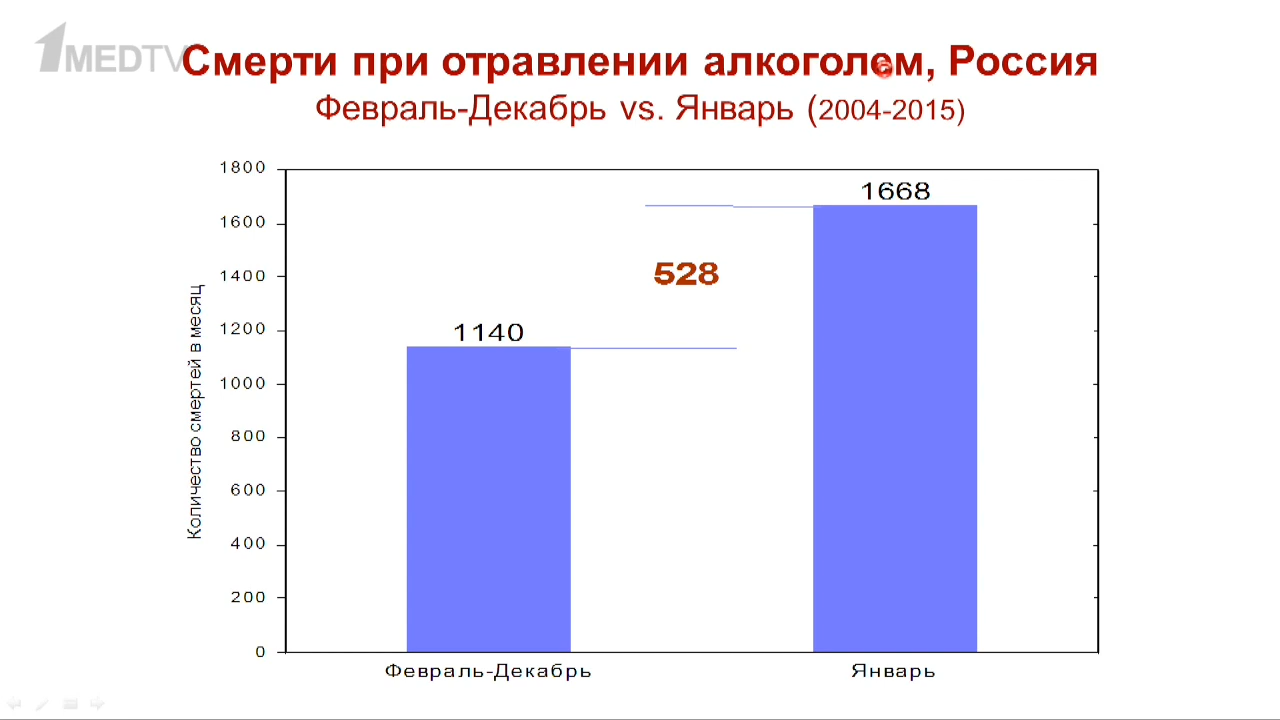 1MEDTV
Смерти при отравлении алкоголем, Россия
Февраль-Декабрь vs. Январь (2004-2015)
Количество смертей в месяц
1800
1600
1400
1200
1000
800
600
400
200
0
1140
528
1668
Февраль-Декабрь
Январь